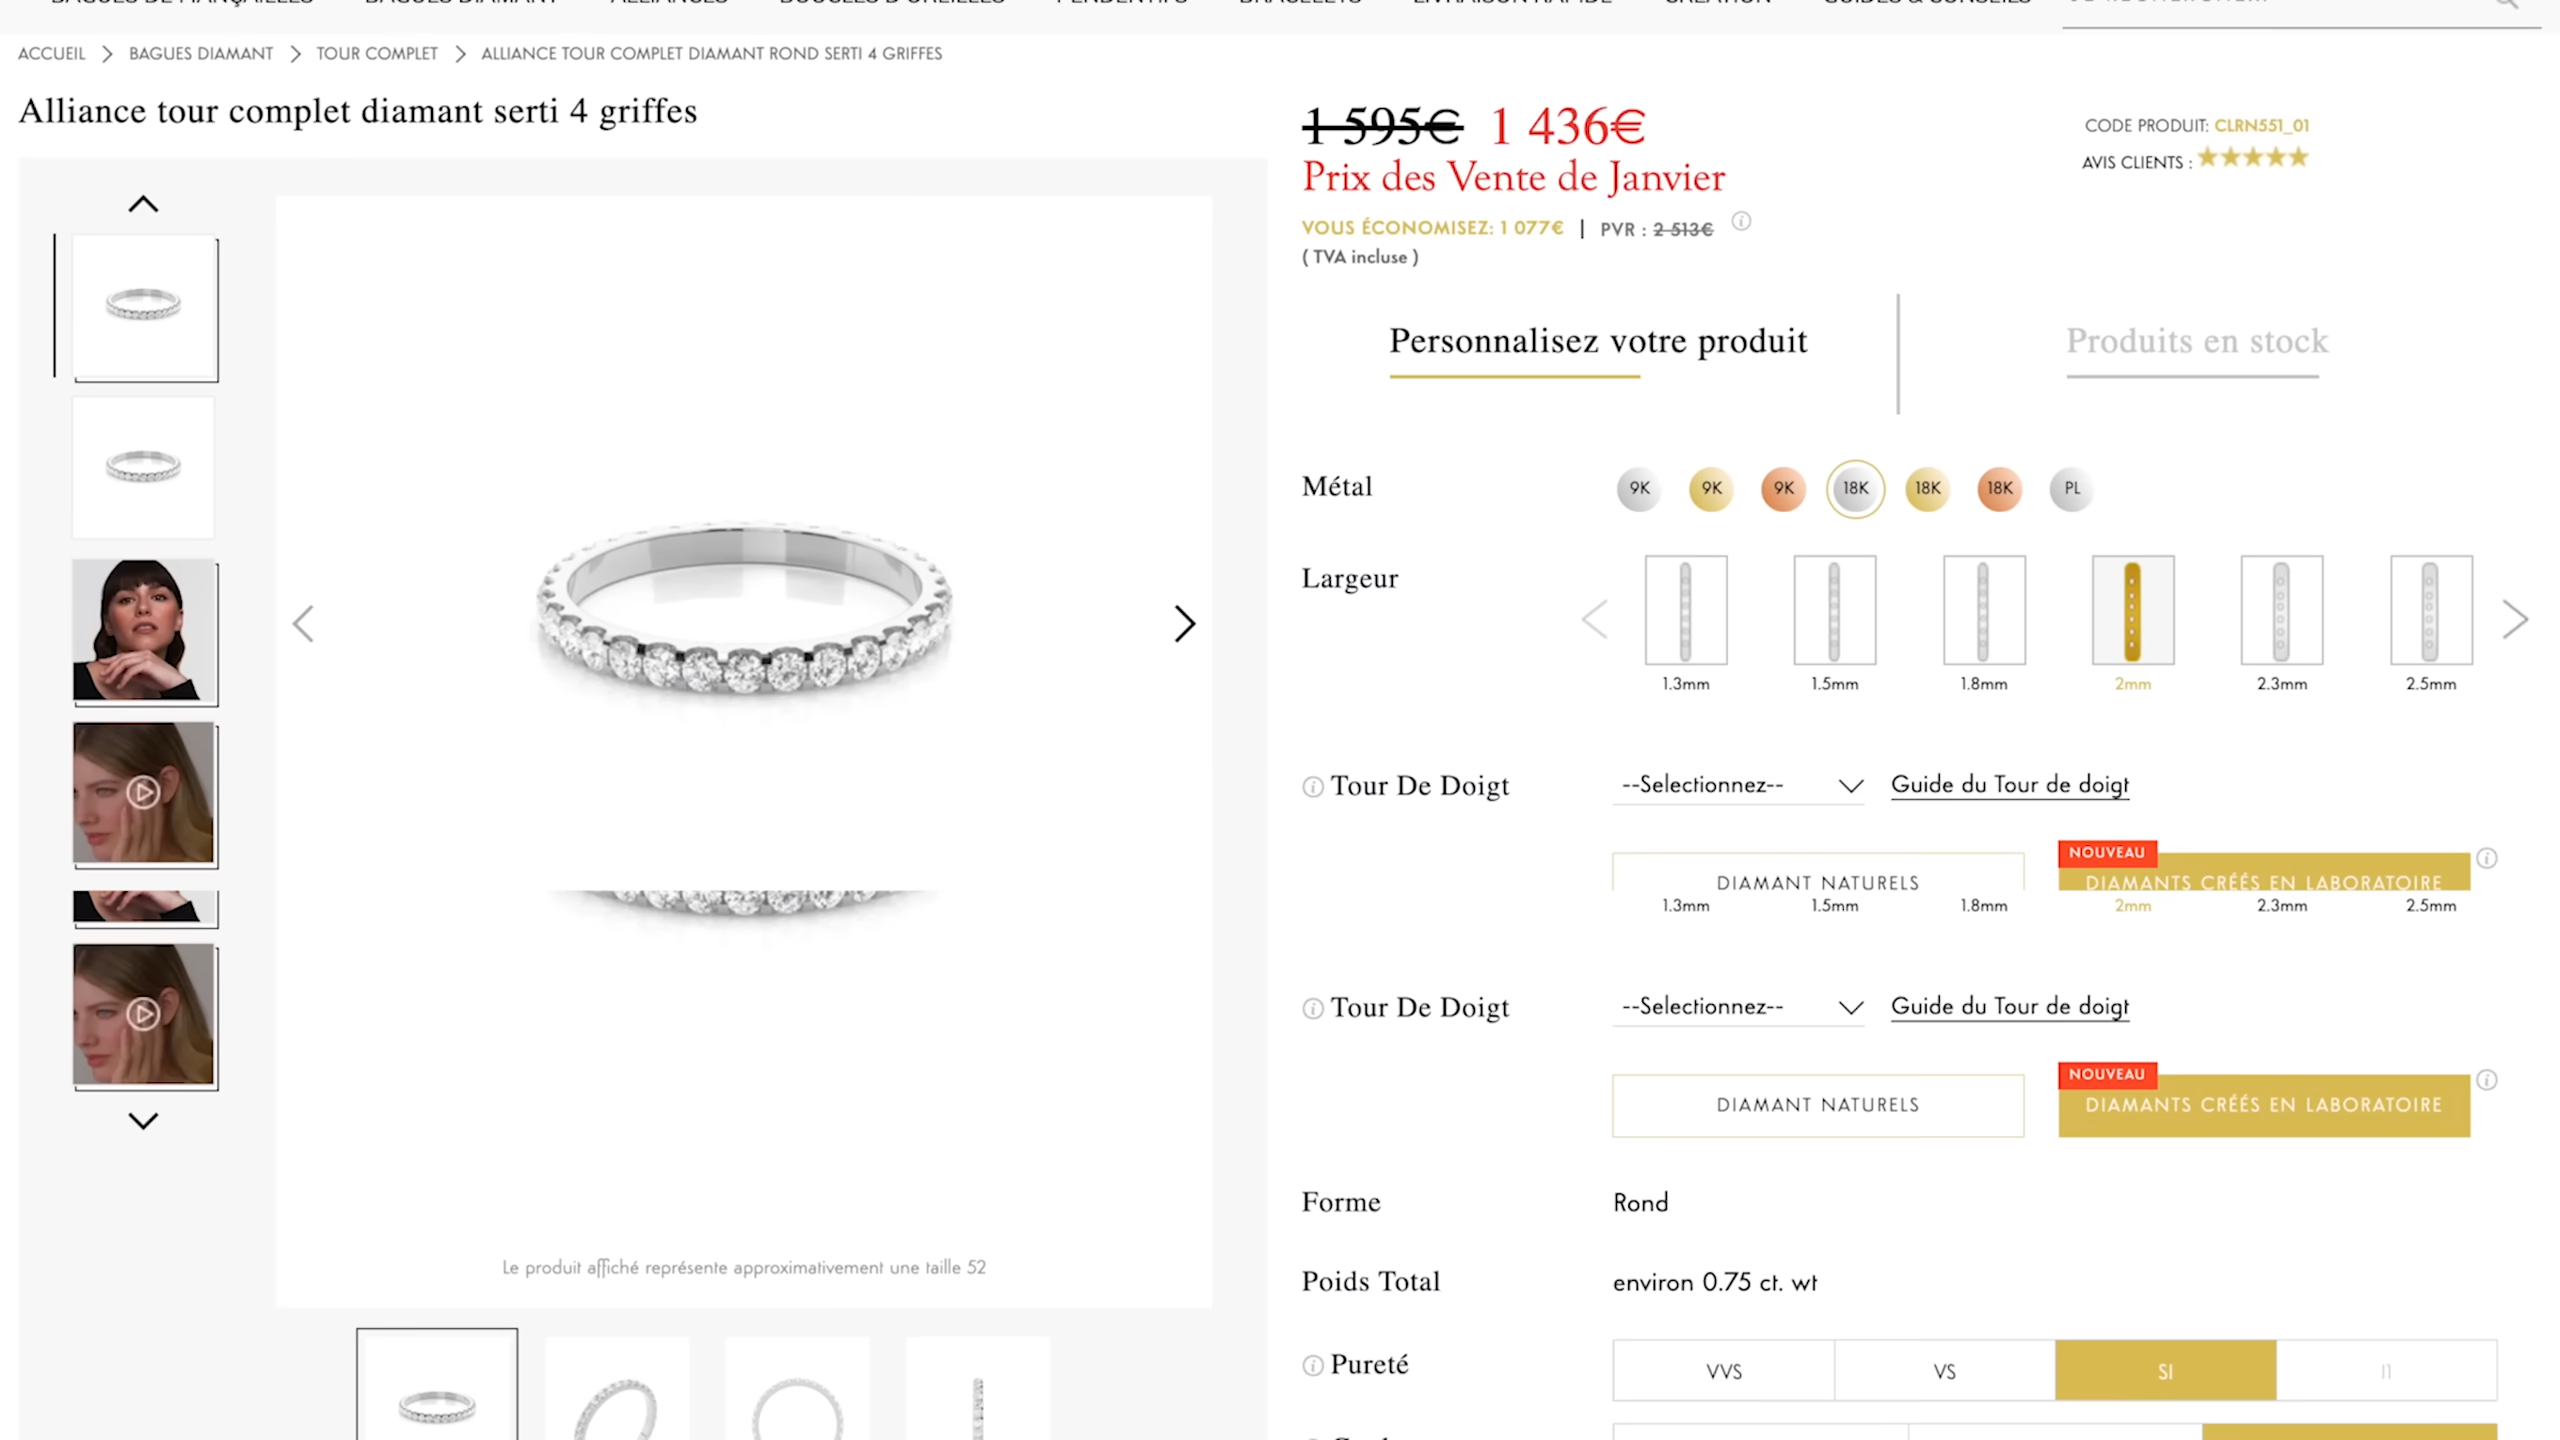 ACCUEIL > BAGUES DIAMANT > TOUR COMPLET > ALLIANCE TOUR COMPLET DIAMANT ROND SERTI 4 GRIFFES
Alliance tour complet diamant serti 4 griffes
1 595€ 1 436€
Prix des Vente de Janvier
VOUS ÉCONOMISEZ: 1 077€ | PVR : 2 513€
( TVA incluse )
CODE PRODUIT: CLRN551_01
AVIS CLIENTS :
Personnalisez votre produit
Produits en stock
Métal
9K 9K 9K 18K 18K 18K PL
Largeur
1.3mm 1.5mm 1.8mm 2mm 2.3mm 2.5mm
Tour De Doigt --Selectionnez-- Guide du Tour de doigt
NOUVEAU
DIAMANT NATURELS DIAMANTS CRÉÉS EN LABORATOIRE
1.3mm 1.5mm 1.8mm 2mm 2.3mm 2.5mm
Tour De Doigt --Selectionnez-- Guide du Tour de doigt
NOUVEAU
DIAMANT NATURELS DIAMANTS CRÉÉS EN LABORATOIRE
Forme Rond
Le produit affiché représente approximativement une taille 52
Poids Total environ 0.75 ct. wt
Pureté VVS VS SI I1